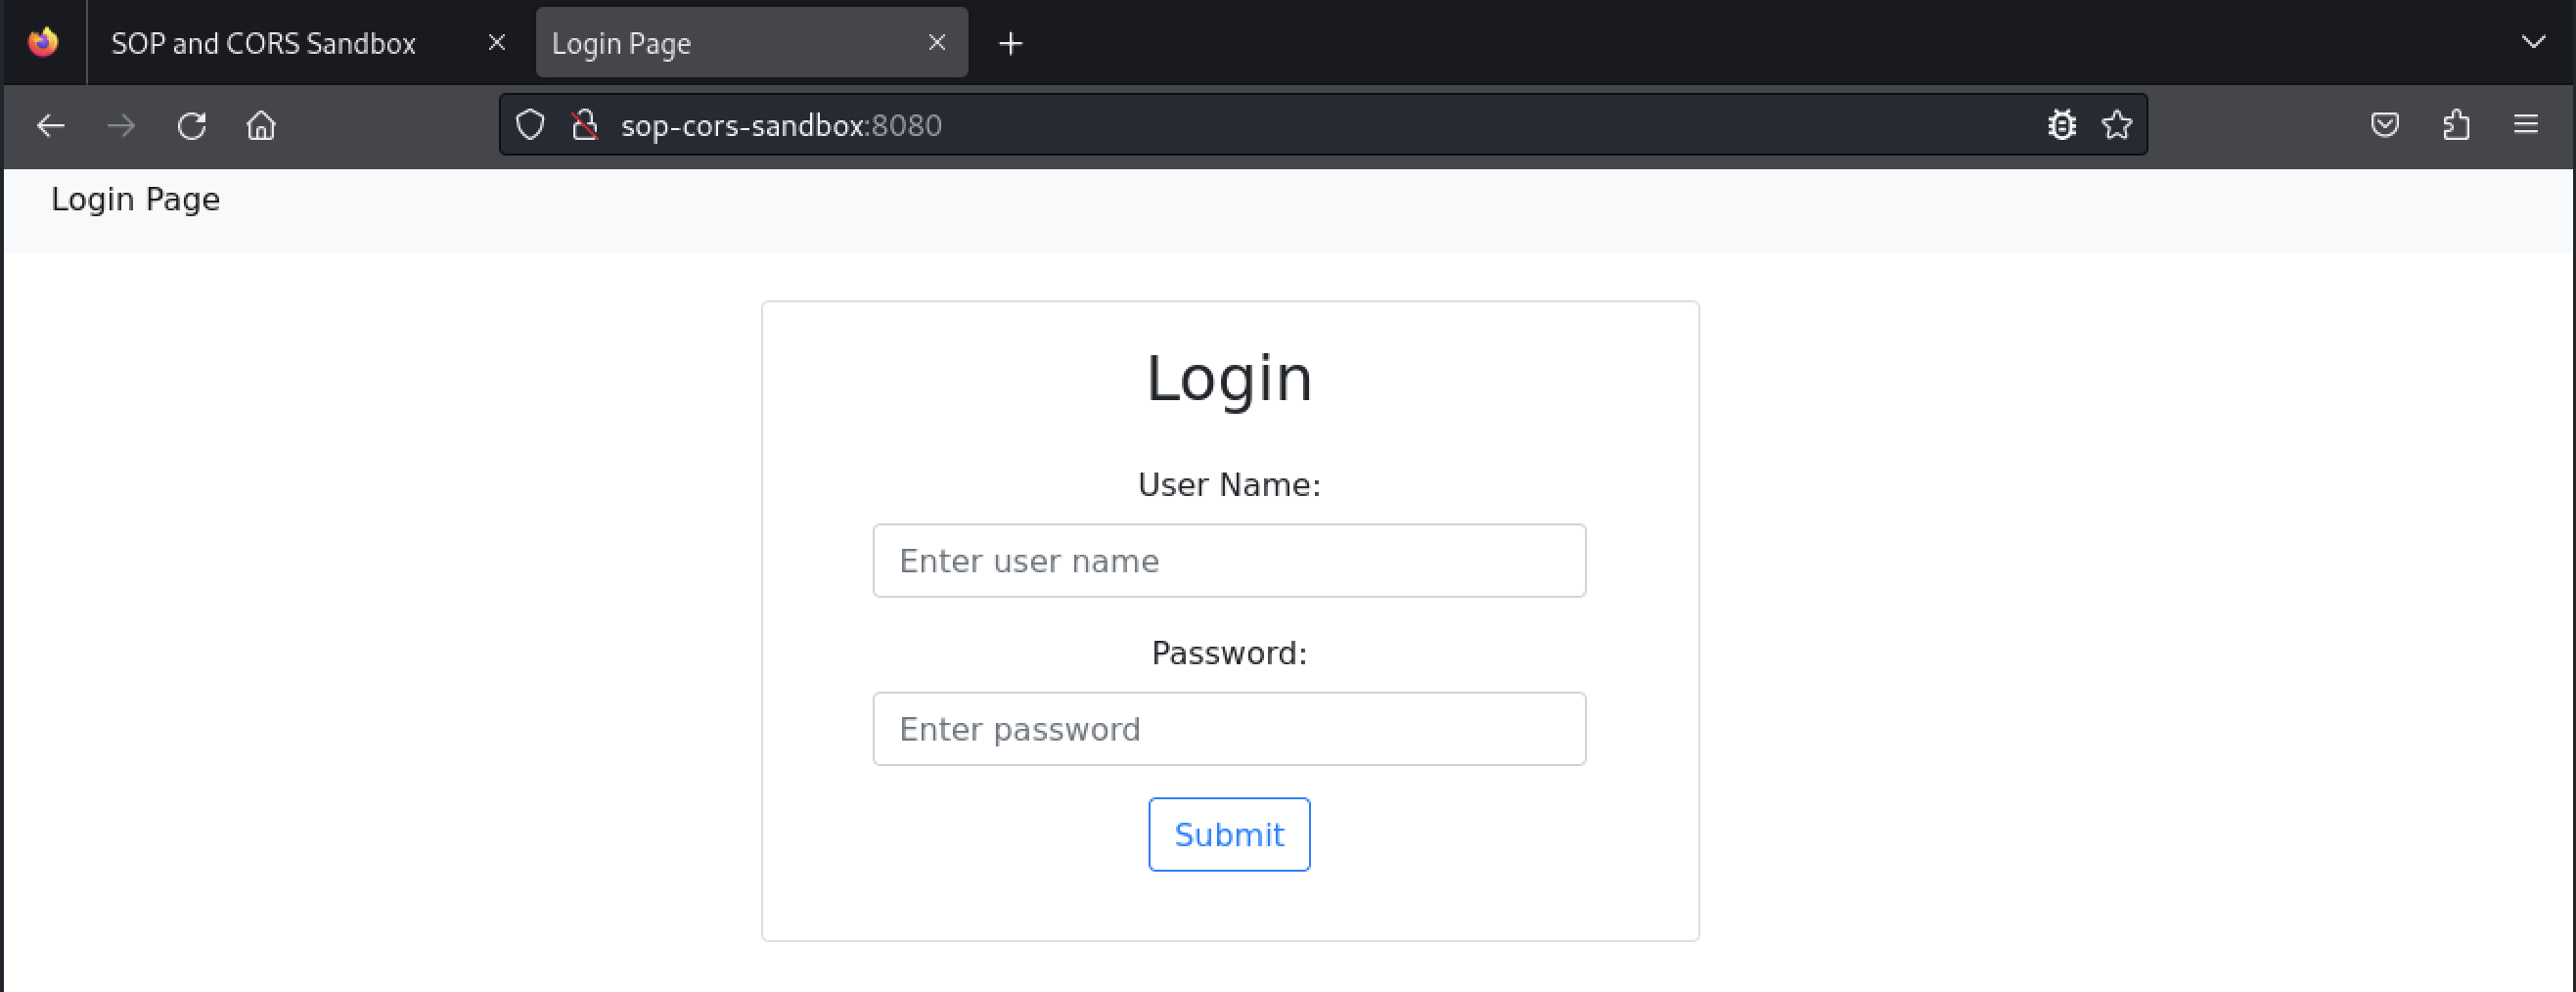 SOP and CORS Sandbox
Login Page
sop-cors-sandbox:8080
Login Page
Login
User Name:
Enter user name
Password:
Enter password
Submit